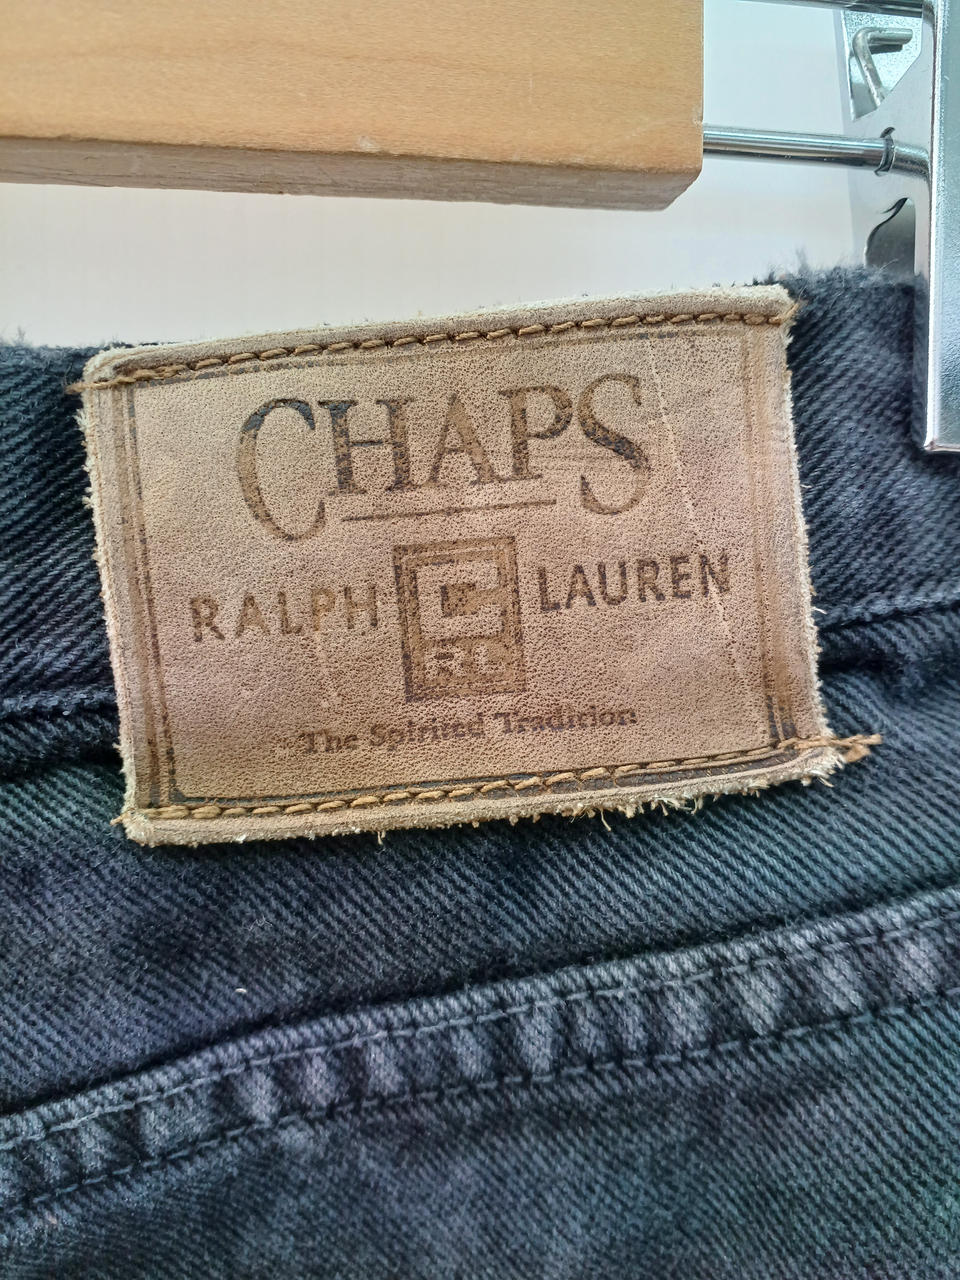 CHAPS
RALPH LAUREN
RL
The Spirited Tradition